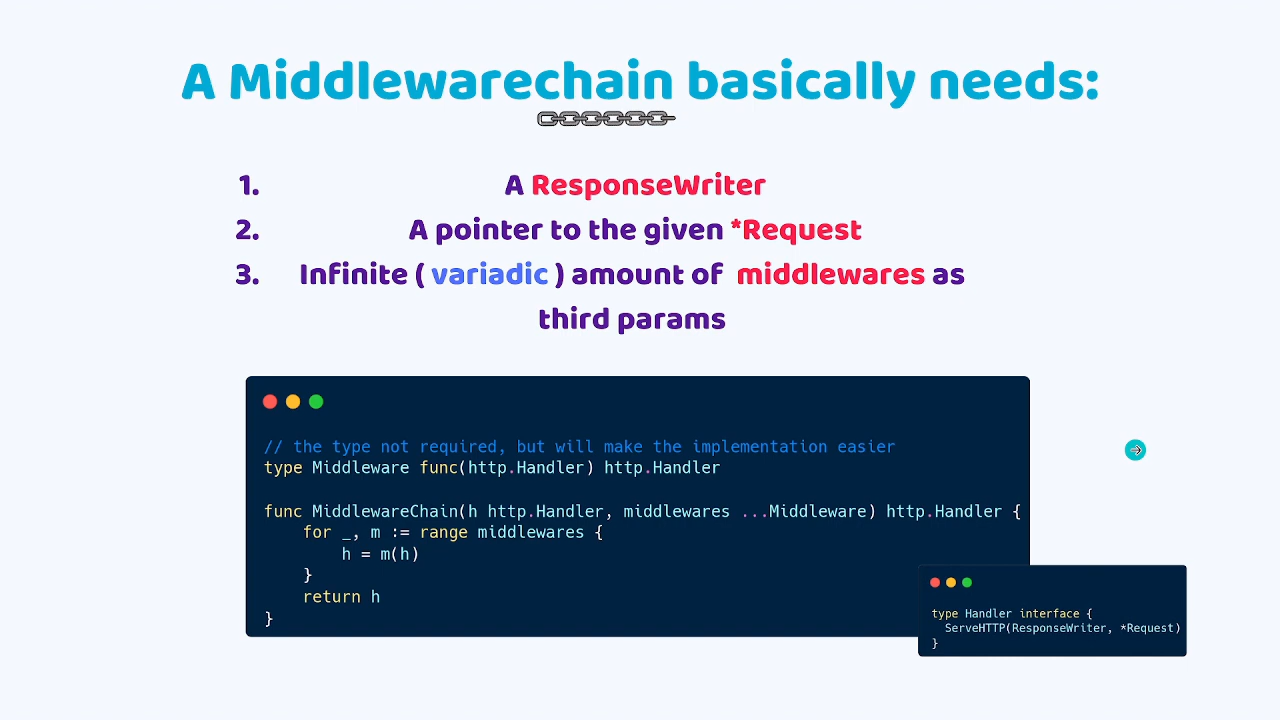 A Middlewarechain basically needs:
1. A ResponseWriter
2. A pointer to the given *Request
3. Infinite ( variadic ) amount of middlewares as
third params
// the type not required, but will make the implementation easier
type Middleware func(http.Handler) http.Handler
func MiddlewareChain(h http.Handler, middlewares ...Middleware) http.Handler {
    for _, m := range middlewares {
        h = m(h)
    }
    return h
}
type Handler interface {
  ServeHTTP(ResponseWriter, *Request)
}